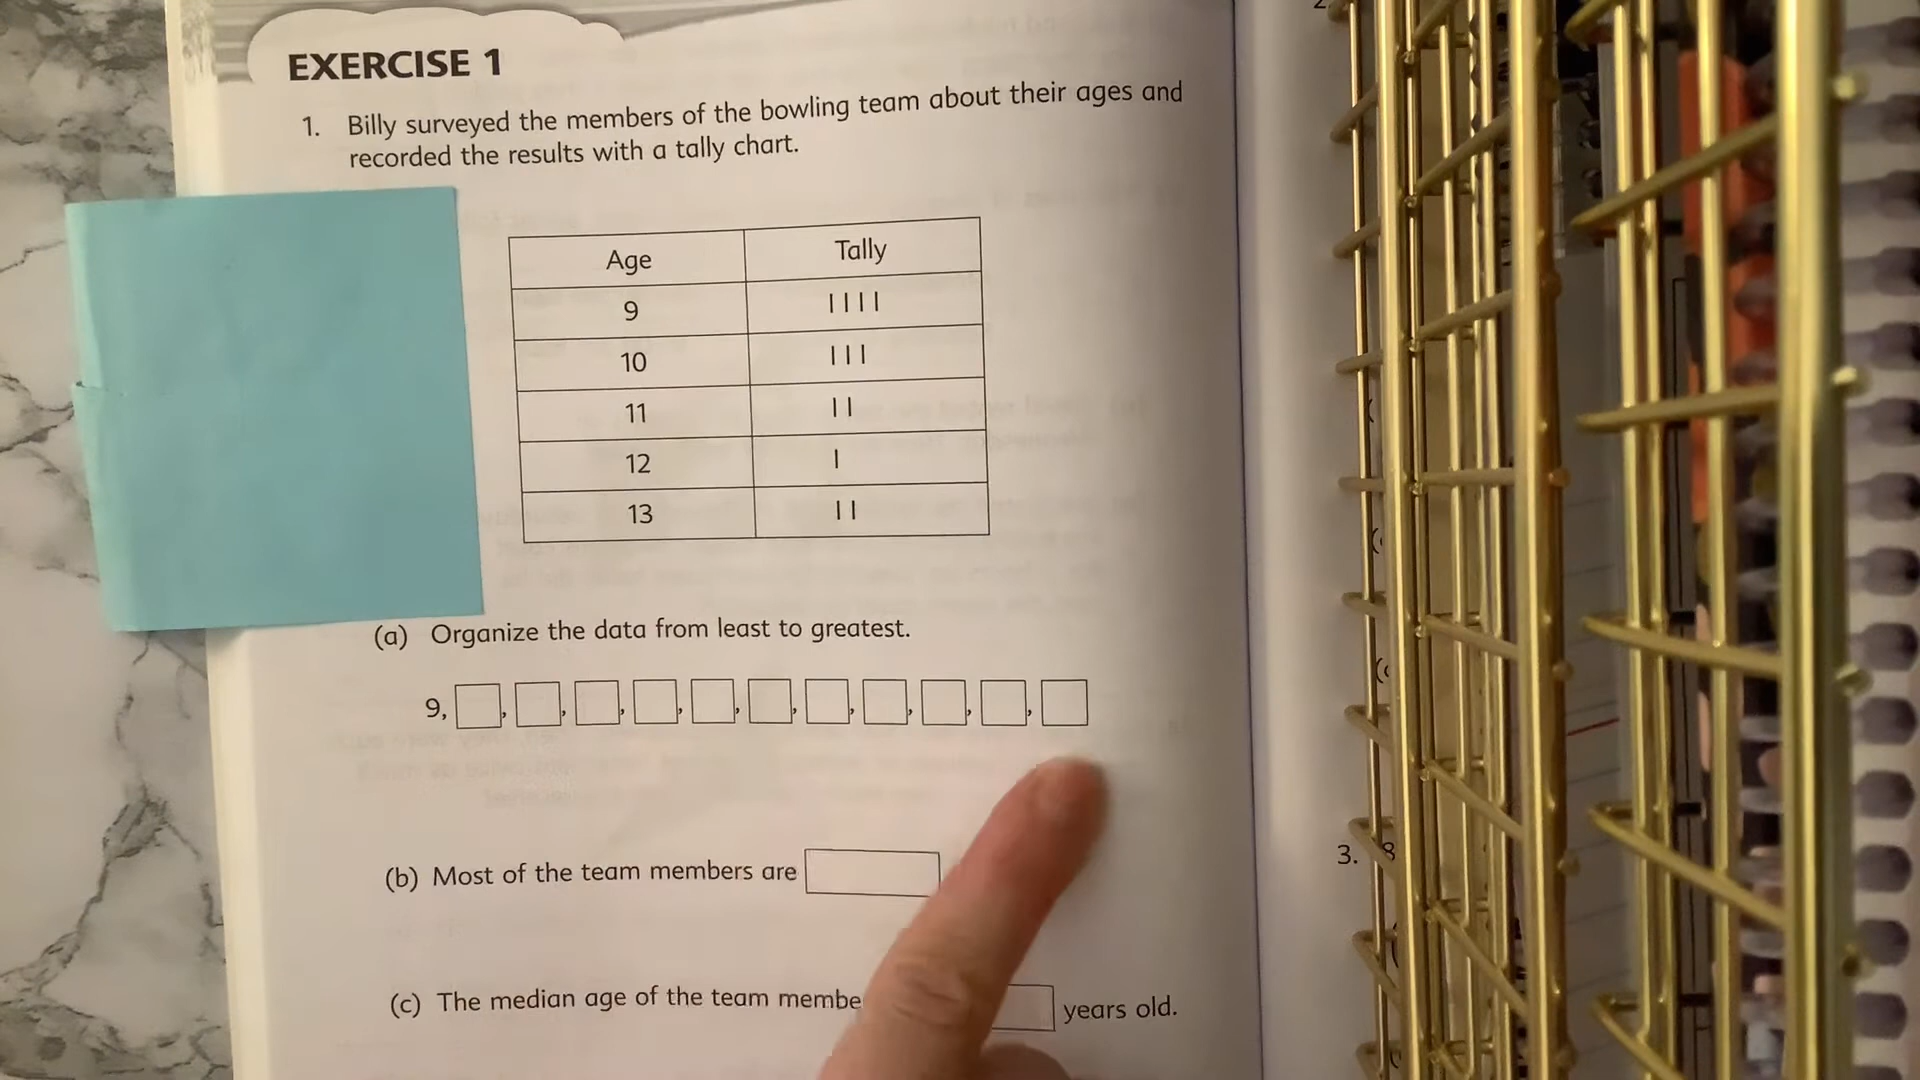 EXERCISE 1
1. Billy surveyed the members of the bowling team about their ages and
recorded the results with a tally chart.
Age Tally
9 ||||
10 |||
11 ||
12 |
13 ||
(a) Organize the data from least to greatest.
9, , , , , , , , , , ,
(b) Most of the team members are
(c) The median age of the team years old.
3. 8